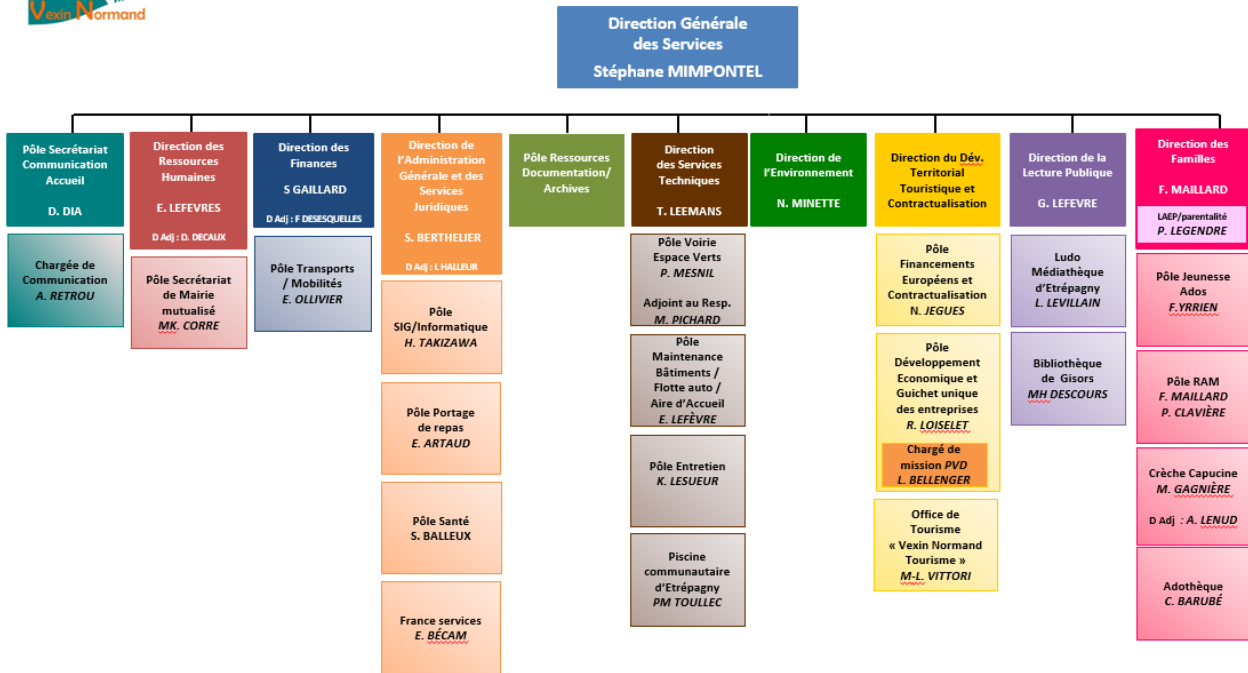 Vexin Normand
Direction Générale
des Services
Stéphane MIMPONTEL
Pôle Secrétariat
Communication
Accueil
D. DIA
Chargée de
Communication
A. RETROU
Direction des
Ressources
Humaines
E. LEFEVRES
D Adj : D. DECAUX
Pôle Secrétariat
de Mairie
mutualisé
MK. CORRE
Direction des
Finances
S GAILLARD
D Adj : F DESESQUELLES
Pôle Transports
/ Mobilités
E. OLLIVIER
Direction de
l'Administration
Générale et des
Services
Juridiques
S. BERTHELIER
D Adj : L HALLEUR
Pôle
SIG/Informatique
H. TAKIZAWA
Pôle Portage
de repas
E. ARTAUD
Pôle Santé
S. BALLEUX
France services
E. BÉCAM
Pôle Ressources
Documentation/
Archives
Direction
des Services
Techniques
T. LEEMANS
Pôle Voirie
Espace Verts
P. MESNIL
Adjoint au Resp.
M. PICHARD
Pôle
Maintenance
Bâtiments /
Flotte auto /
Aire d'Accueil
E. LEFÈVRE
Pôle Entretien
K. LESUEUR
Piscine
communautaire
d'Etrépagny
PM TOULLEC
Direction de
l'Environnement
N. MINETTE
Direction du Dév.
Territorial
Touristique et
Contractualisation
Pôle
Financements
Européens et
Contractualisation
N. JEGUES
Pôle
Développement
Economique et
Guichet unique
des entreprises
R. LOISELET
Chargé de
mission PVD
L. BELLENGER
Office de
Tourisme
« Vexin Normand
Tourisme »
M-L. VITTORI
Direction de la
Lecture Publique
G. LEFEVRE
Ludo
Médiathèque
d'Etrépagny
L. LEVILLAIN
Bibliothèque
de Gisors
MH DESCOURS
Direction des
Familles
F. MAILLARD
LAEP/parentalité
P. LEGENDRE
Pôle Jeunesse
Ados
F.YRRIEN
Pôle RAM
F. MAILLARD
P. CLAVIÈRE
Crèche Capucine
M. GAGNIÈRE
D Adj : A. LENUD
Adothèque
C. BARUBÉ